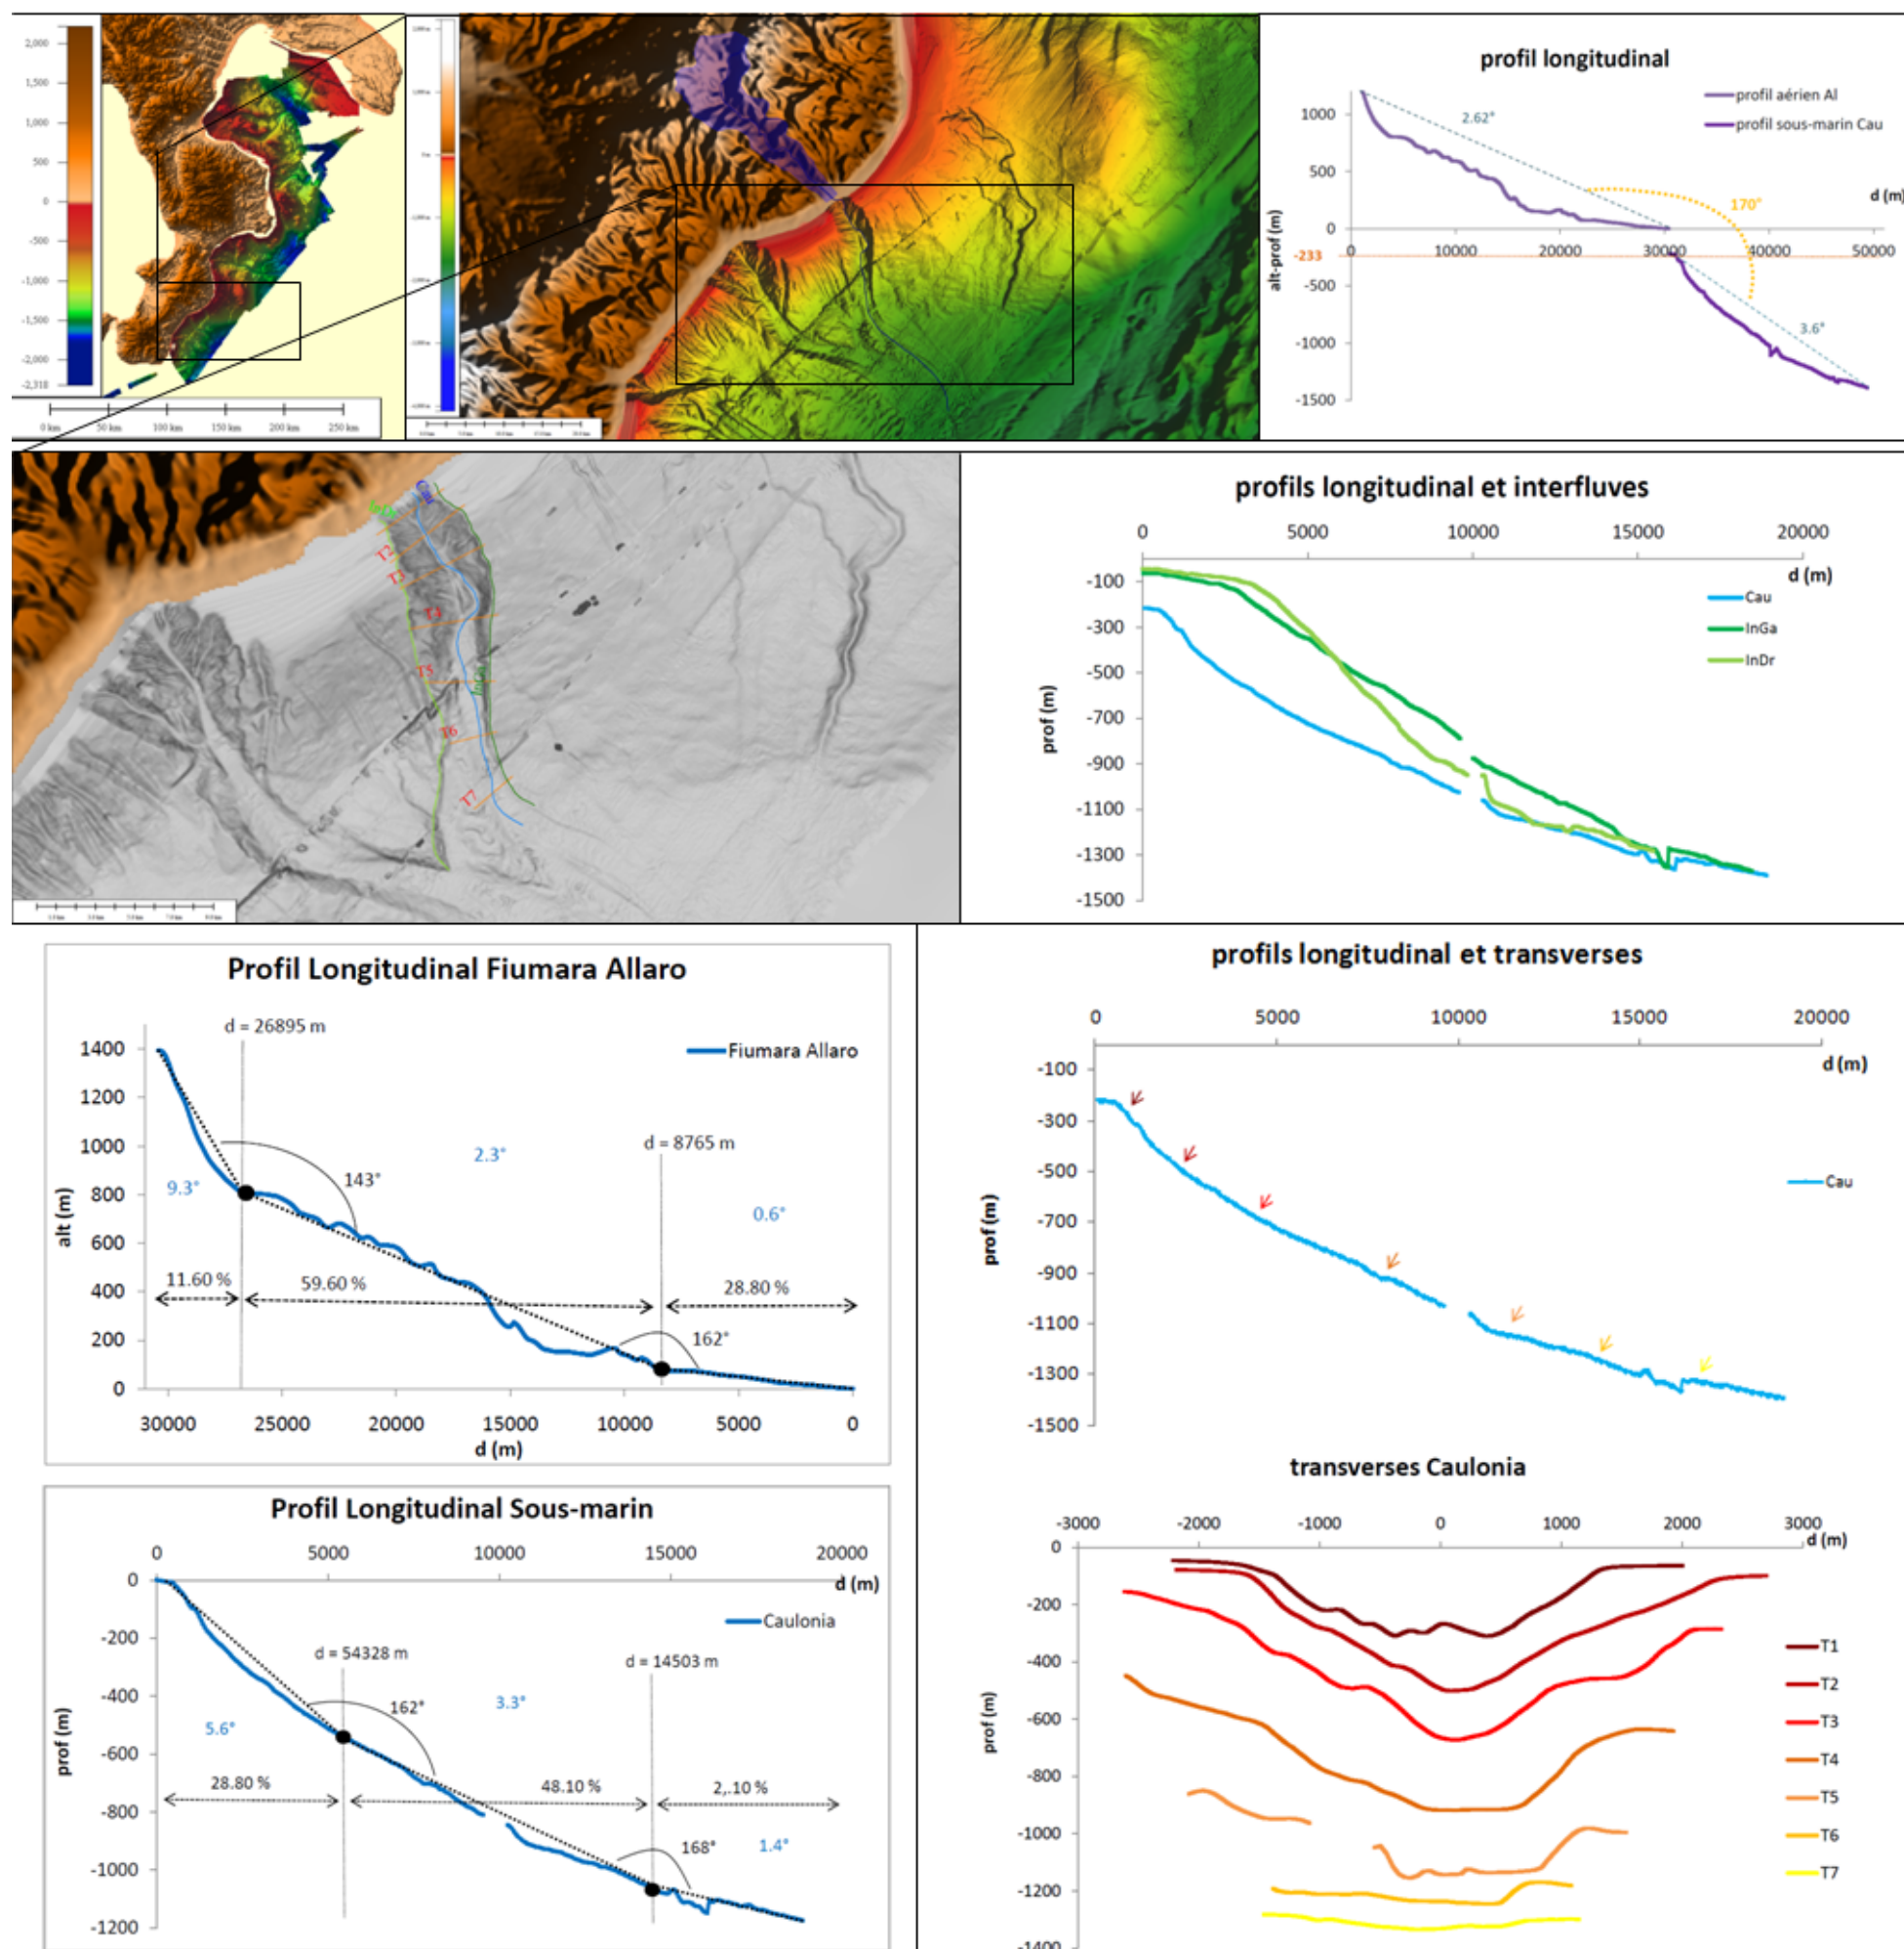 2,000
1,500
1,000
500
0
-500
-1,000
-1,500
-2,000
-2,318
0 km
50 km
100 km
150 km
200 km
250 km
profil longitudinal
profil aérien Al
profil sous-marin Cau
1000
500
0
-233
-500
-1000
-1500
alt-prof (m)
0
10000
20000
30000
40000
50000
d (m)
2.62°
170°
3.6°
Cau
InDr
T2
T3
T4
T5
InGa
T6
T7
profils longitudinal et interfluves
0
5000
10000
15000
20000
d (m)
-100
-300
-500
-700
-900
-1100
-1300
-1500
prof (m)
Cau
InGa
InDr
Profil Longitudinal Fiumara Allaro
d = 26895 m
Fiumara Allaro
1400
1200
1000
800
600
400
200
0
alt (m)
d = 8765 m
2.3°
143°
9.3°
0.6°
11.60 %
59.60 %
28.80 %
162°
30000
25000
20000
15000
10000
5000
0
d (m)
profils longitudinal et transverses
0
5000
10000
15000
20000
d (m)
-100
-300
-500
-700
-900
-1100
-1300
-1500
prof (m)
Cau
Profil Longitudinal Sous-marin
0
5000
10000
15000
20000
d (m)
0
-200
-400
-600
-800
-1000
-1200
prof (m)
Caulonia
d = 54328 m
d = 14503 m
162°
3.3°
5.6°
28.80 %
48.10 %
2,.10 %
168°
1.4°
transverses Caulonia
-3000
-2000
-1000
0
1000
2000
3000
d (m)
0
-200
-400
-600
-800
-1000
-1200
-1400
prof (m)
T1
T2
T3
T4
T5
T6
T7